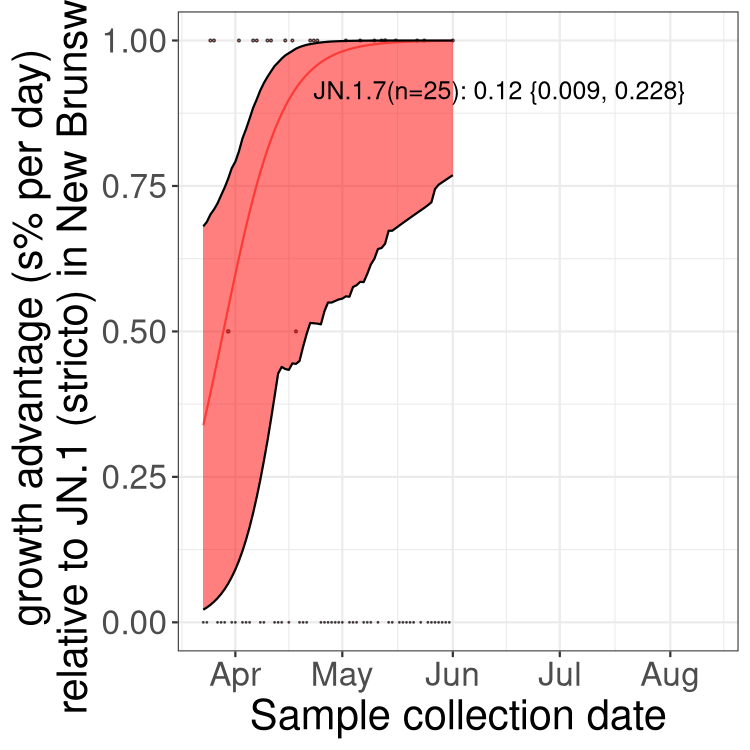 growth advantage (s% per day)
relative to JN.1 (stricto) in New Brunsw
1.00
0.75
0.50
0.25
0.00
JN.1.7(n=25): 0.12 {0.009, 0.228}
Apr May Jun Jul Aug
Sample collection date